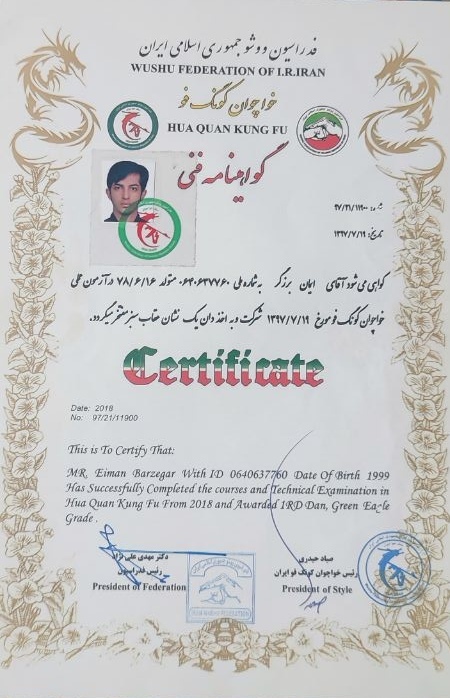 فدراسیون ووشو جمهوری اسلامی ایران
WUSHU FEDERATION OF I.R.IRAN
خواچوان کونگ فو
HUA QUAN KUNG FU
گواهینامه فنی
شماره: ۹۷/۲۱/۱۱۹۰۰
تاریخ: ۱۳۹۷/۷/۱۹
گواهی می شود آقای ایمان برزگر به شماره ملی ۰۶۴۰۶۳۷۷۶۰ متولد ۷۸/۶/۱۶ در آزمون عملی
خواچوان کونگ فو مورخ ۱۳۹۷/۷/۱۹ شرکت و به اخذ دان یک نشان عقاب سبز مفتخر میگردد.
Certificate
Date: 2018
No: 97/21/11900
This is To Certify That:
MR. Eiman Barzegar With ID 0640637760 Date Of Birth 1999
Has Successfully Completed the courses and Technical Examination in
Hua Quan Kung Fu From 2018 and Awarded 1RD Dan, Green Eagle
Grade .
دکتر مهدی علی نژاد
رئیس فدراسیون
President of Federation
صیاد حیدری
رئیس خواچوان کونگ فو ایران
President of Style